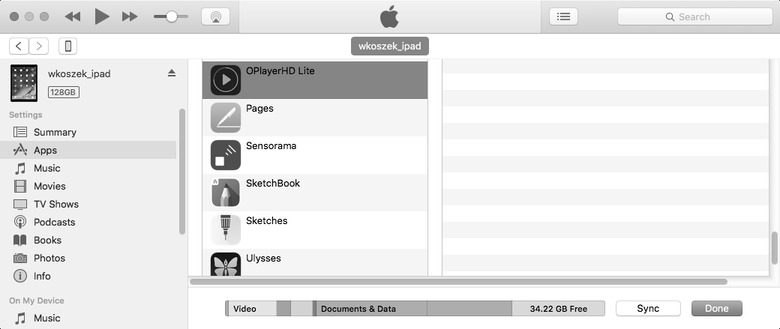 Search
wkoszek_ipad
wkoszek_ipad
128GB
Settings
Summary
Apps
Music
Movies
TV Shows
Podcasts
Books
Photos
Info
On My Device
Music
OPlayerHD Lite
Pages
Sensorama
SketchBook
Sketches
Ulysses
Video
Documents & Data
34.22 GB Free
Sync
Done